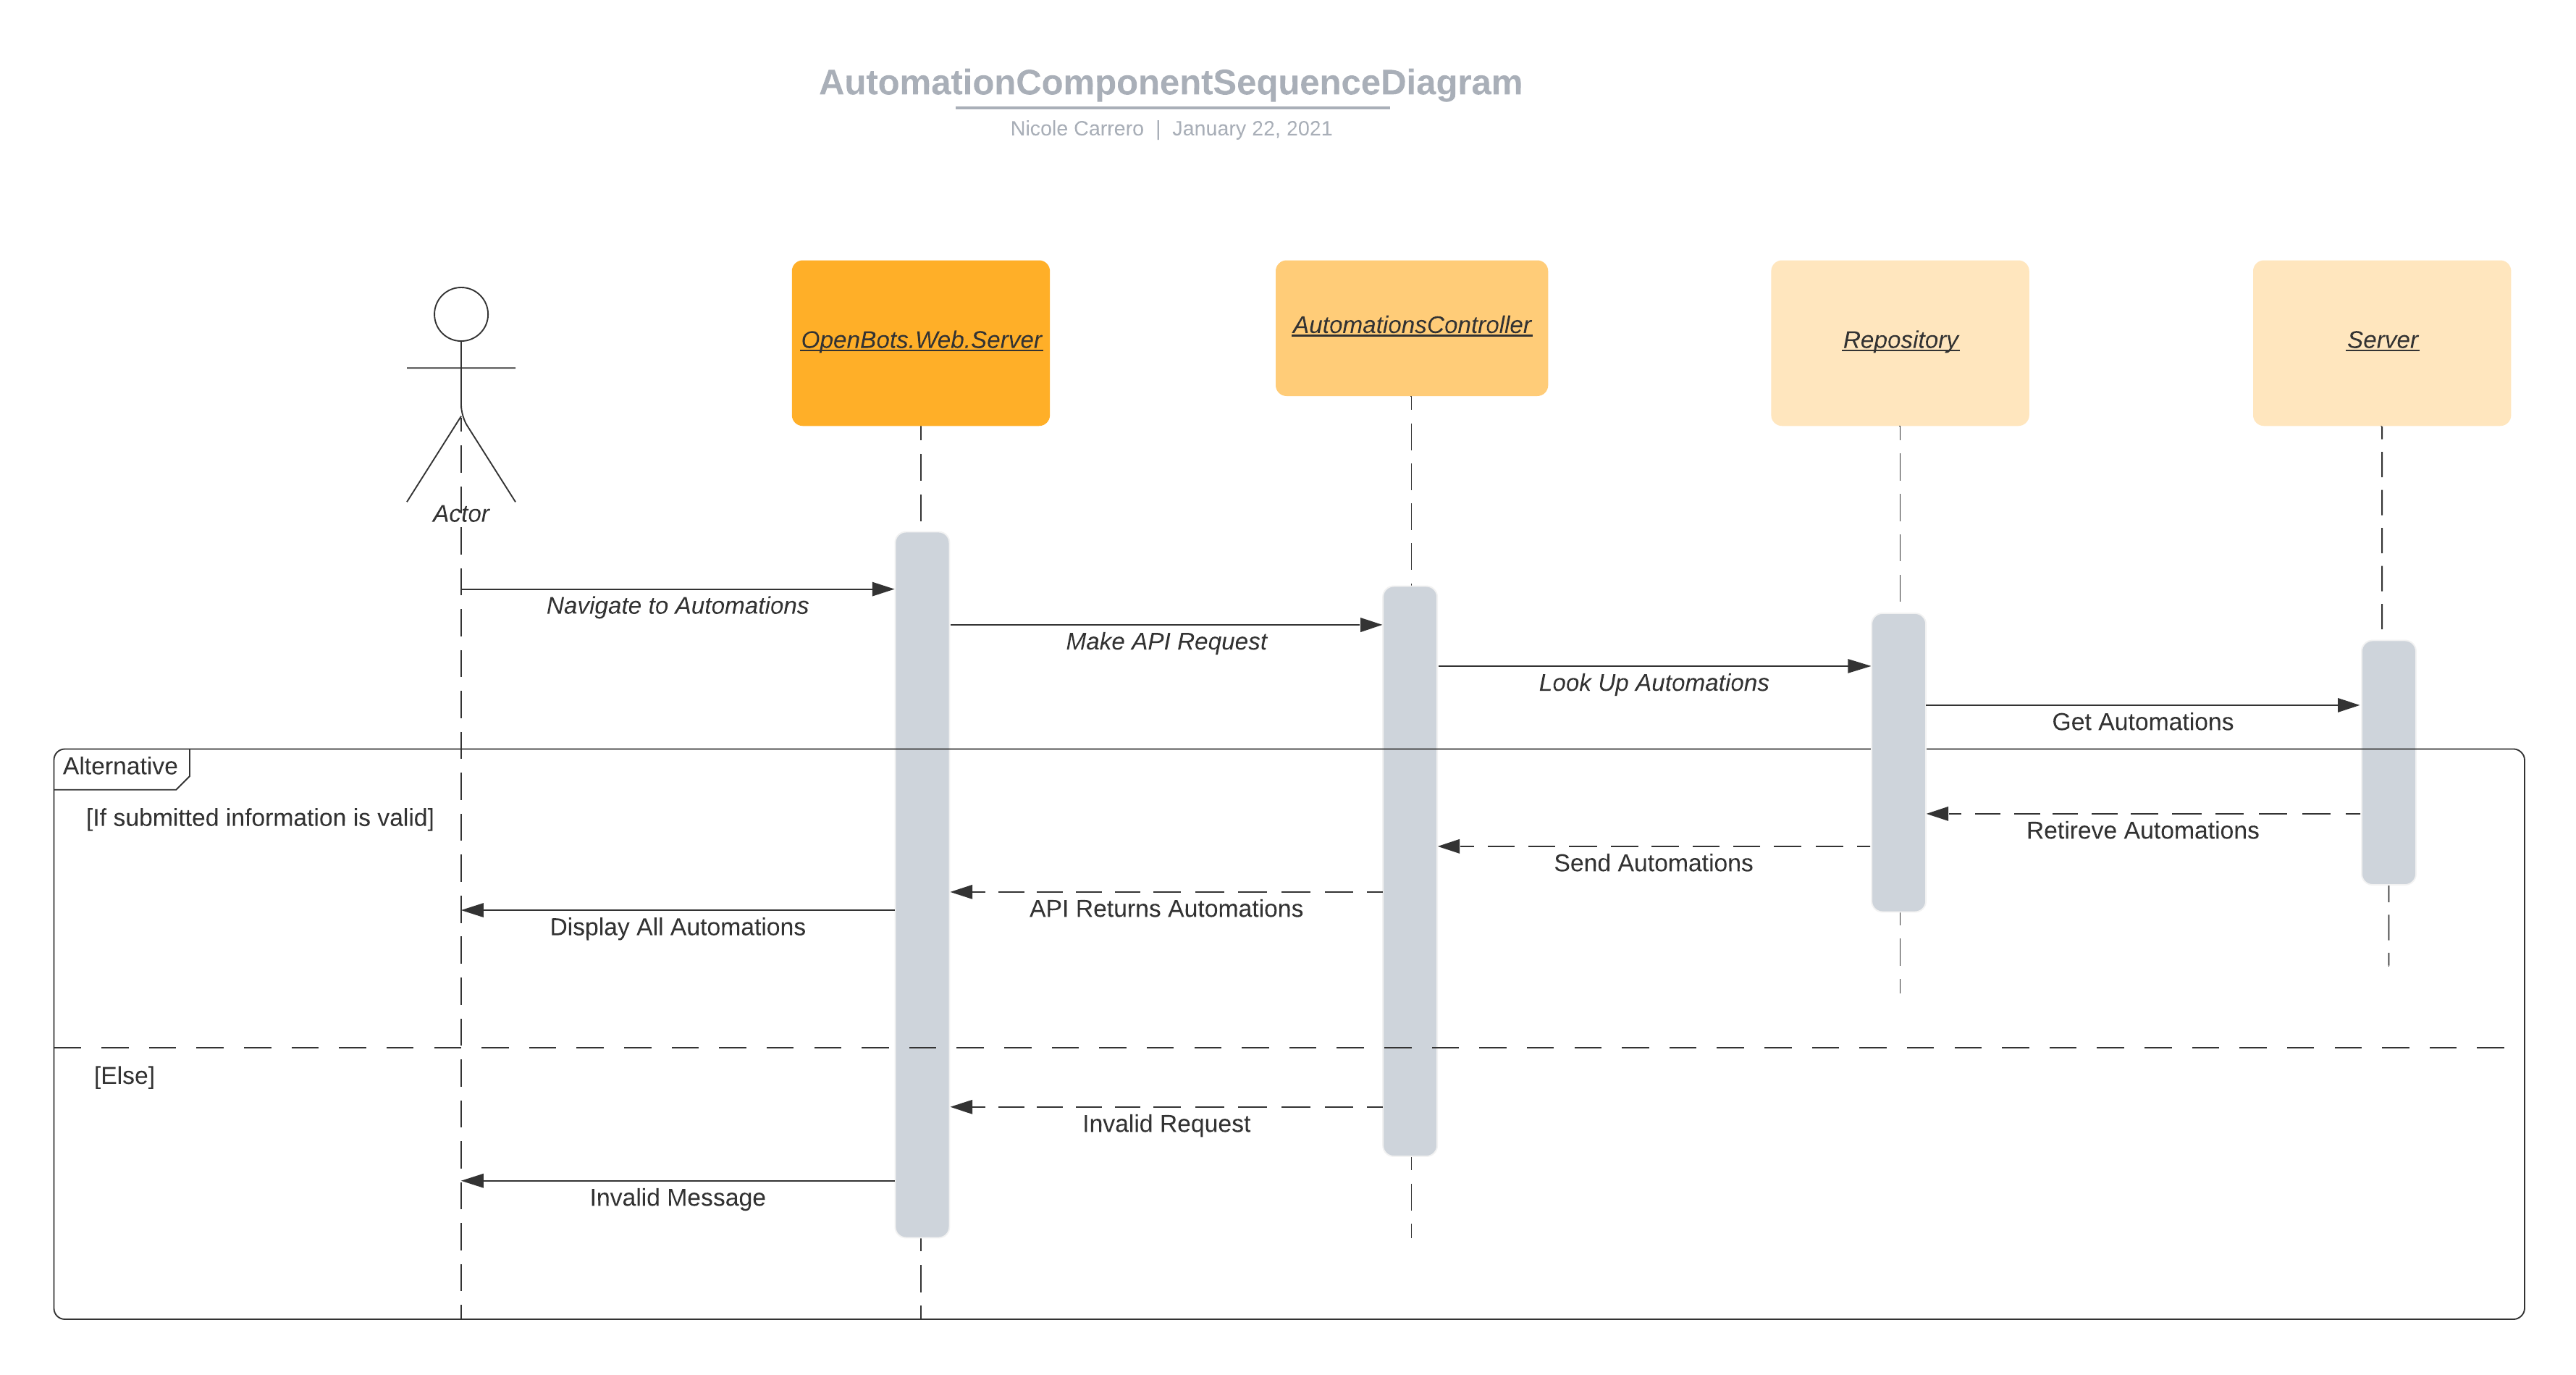 AutomationComponentSequenceDiagram
Nicole Carrero | January 22, 2021
OpenBots.Web.Server
AutomationsController
Repository
Server
Actor
Navigate to Automations
Make API Request
Look Up Automations
Get Automations
Alternative
[If submitted information is valid]
Retireve Automations
Send Automations
API Returns Automations
Display All Automations
[Else]
Invalid Request
Invalid Message